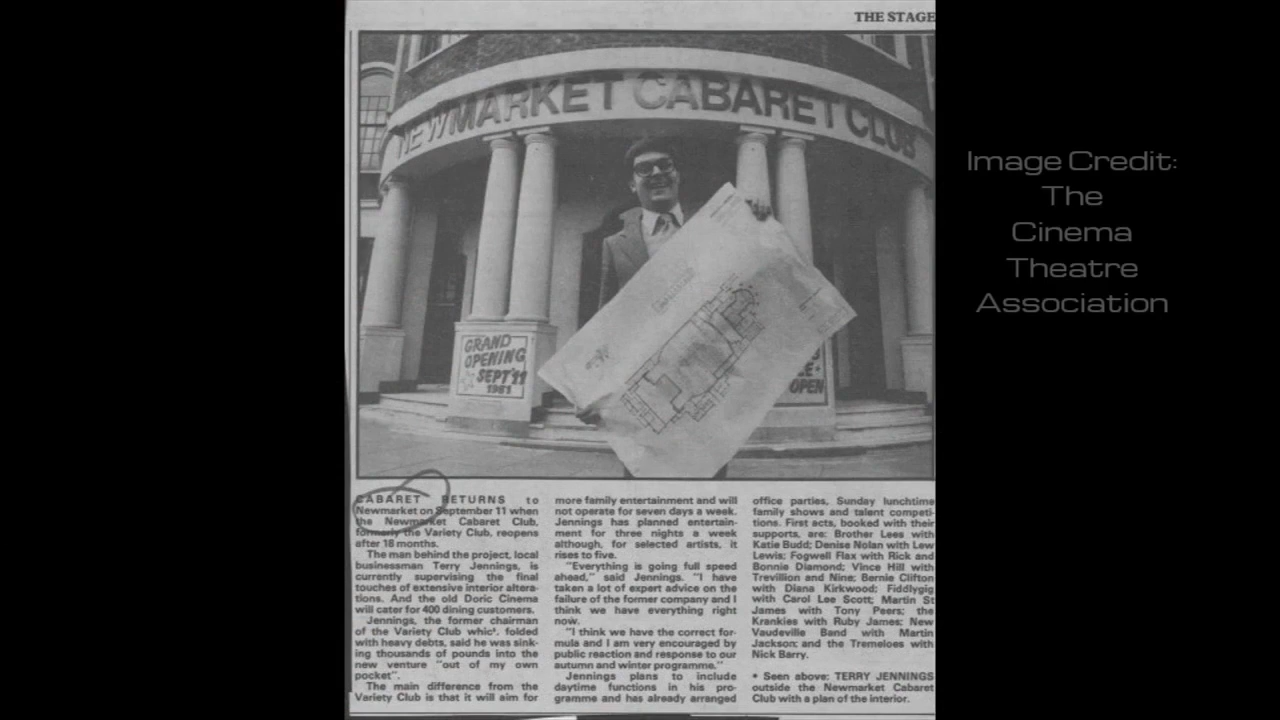 THE STAGE
NEWMARKET CABARET CLUB
GRAND
OPENING
SEPT 11
1981
OPEN
Image Credit:
The
Cinema
Theatre
Association
CABARET RETURNS to
Newmarket on September 11 when
the Newmarket Cabaret Club,
formerly the Variety Club, reopens
after 18 months.
The man behind the project, local
businessman Terry Jennings, is
currently supervising the final
touches of extensive interior altera-
tions. And the old Doric Cinema
will cater for 400 dining customers.
Jennings, the former chairman
of the Variety Club whic'. folded
with heavy debts, said he was sink-
ing thousands of pounds into the
new venture "out of my own
pocket".
The main difference from the
Variety Club is that it will aim for
more family entertainment and will
not operate for seven days a week.
Jennings has planned entertain-
ment for three nights a week
although, for selected artists, it
rises to five.
"Everything is going full speed
ahead," said Jennings. "I have
taken a lot of expert advice on the
failure of the former company and I
think we have everything right
now.
"I think we have the correct for-
mula and I am very encouraged by
public reaction and response to our
autumn and winter programme."
Jennings plans to include
daytime functions in his pro-
gramme and has already arranged
office parties, Sunday lunchtime
family shows and talent competi-
tions. First acts, booked with their
supports, are: Brother Lees with
Katie Budd; Denise Nolan with Lew
Lewis; Fogwell Flax with Rick and
Bonnie Diamond; Vince Hill with
Trevillion and Nine; Bernie Clifton
with Diana Kirkwood; Fiddlygig
with Carol Lee Scott; Martin St
James with Tony Peers; the
Krankies with Ruby James; New
Vaudeville Band with Martin
Jackson; and the Tremeloes with
Nick Barry.
• Seen above: TERRY JENNINGS
outside the Newmarket Cabaret
Club with a plan of the interior.